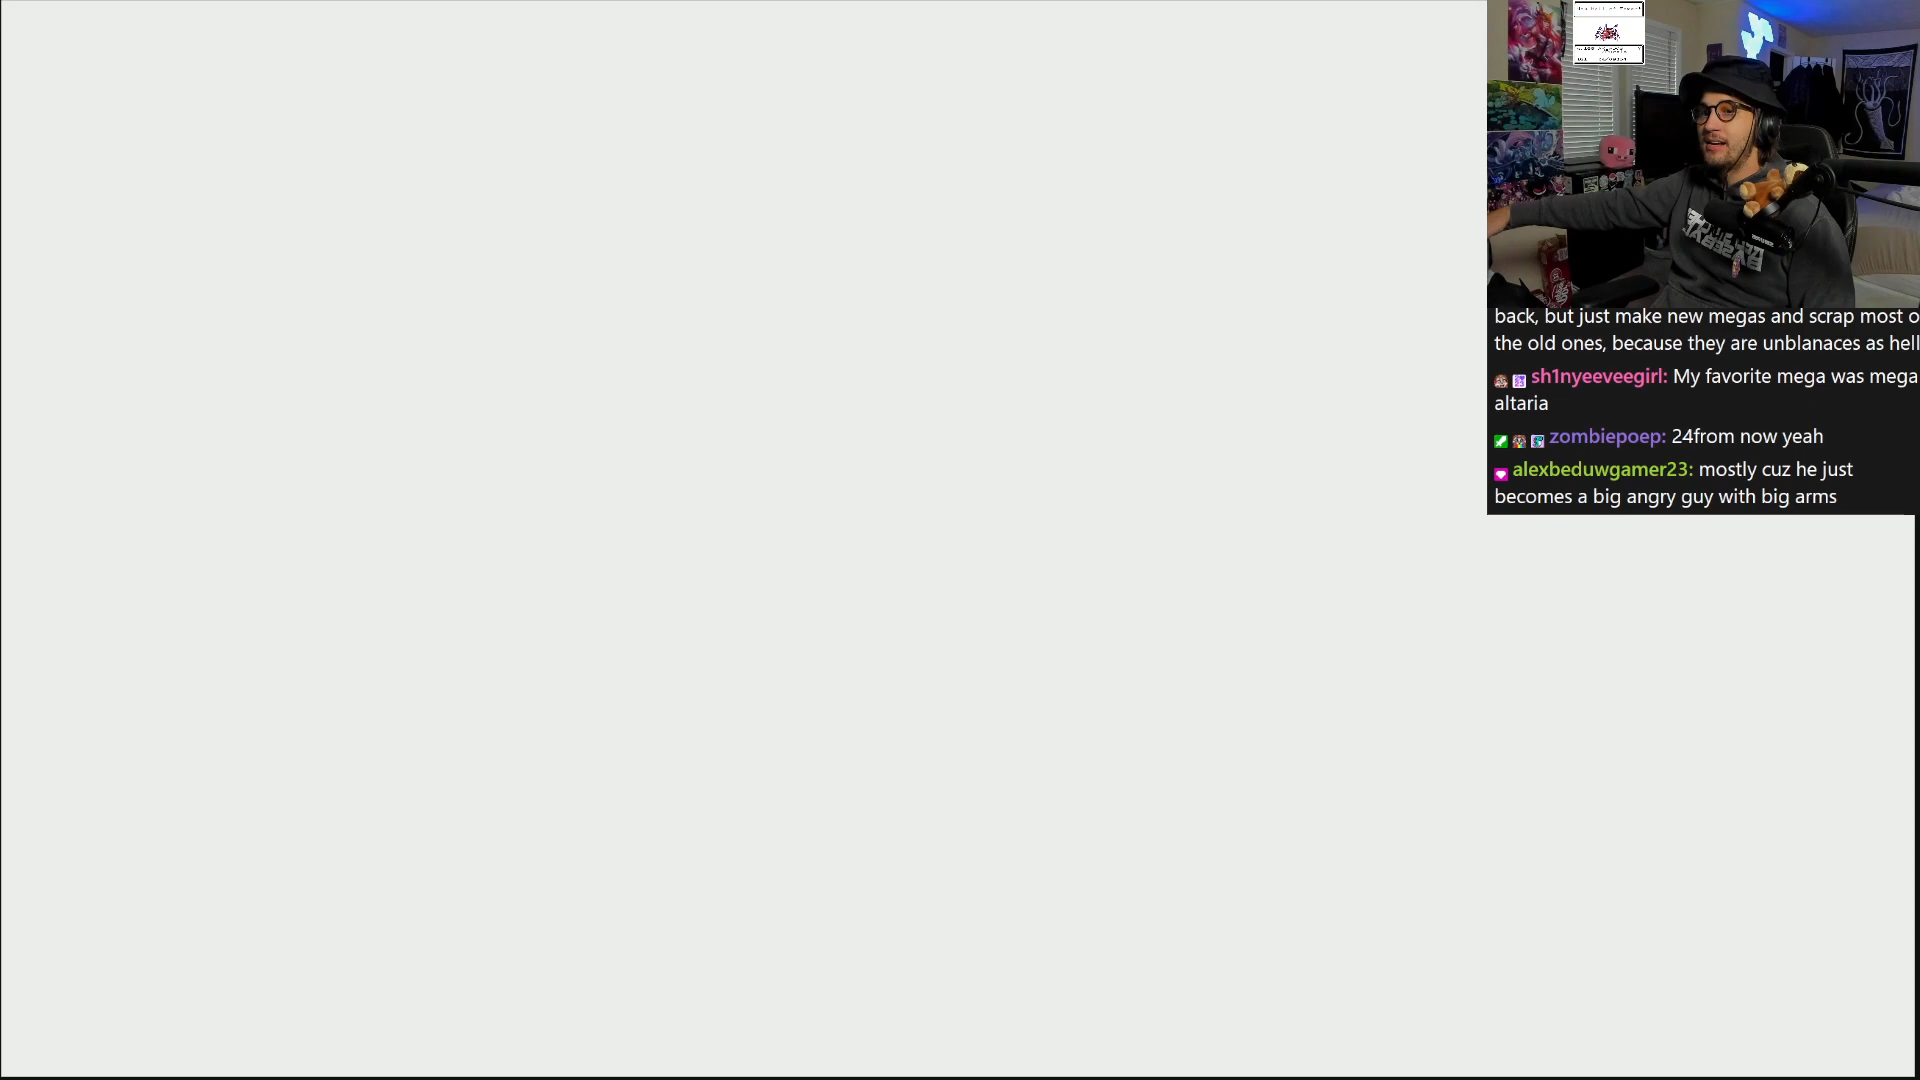 back, but just make new megas and scrap most o
the old ones, because they are unblanaces as hell
sh1nyeeveegirl: My favorite mega was mega
altaria
zombiepoep: 24from now yeah
alexbeduwgamer23: mostly cuz he just
becomes a big angry guy with big arms